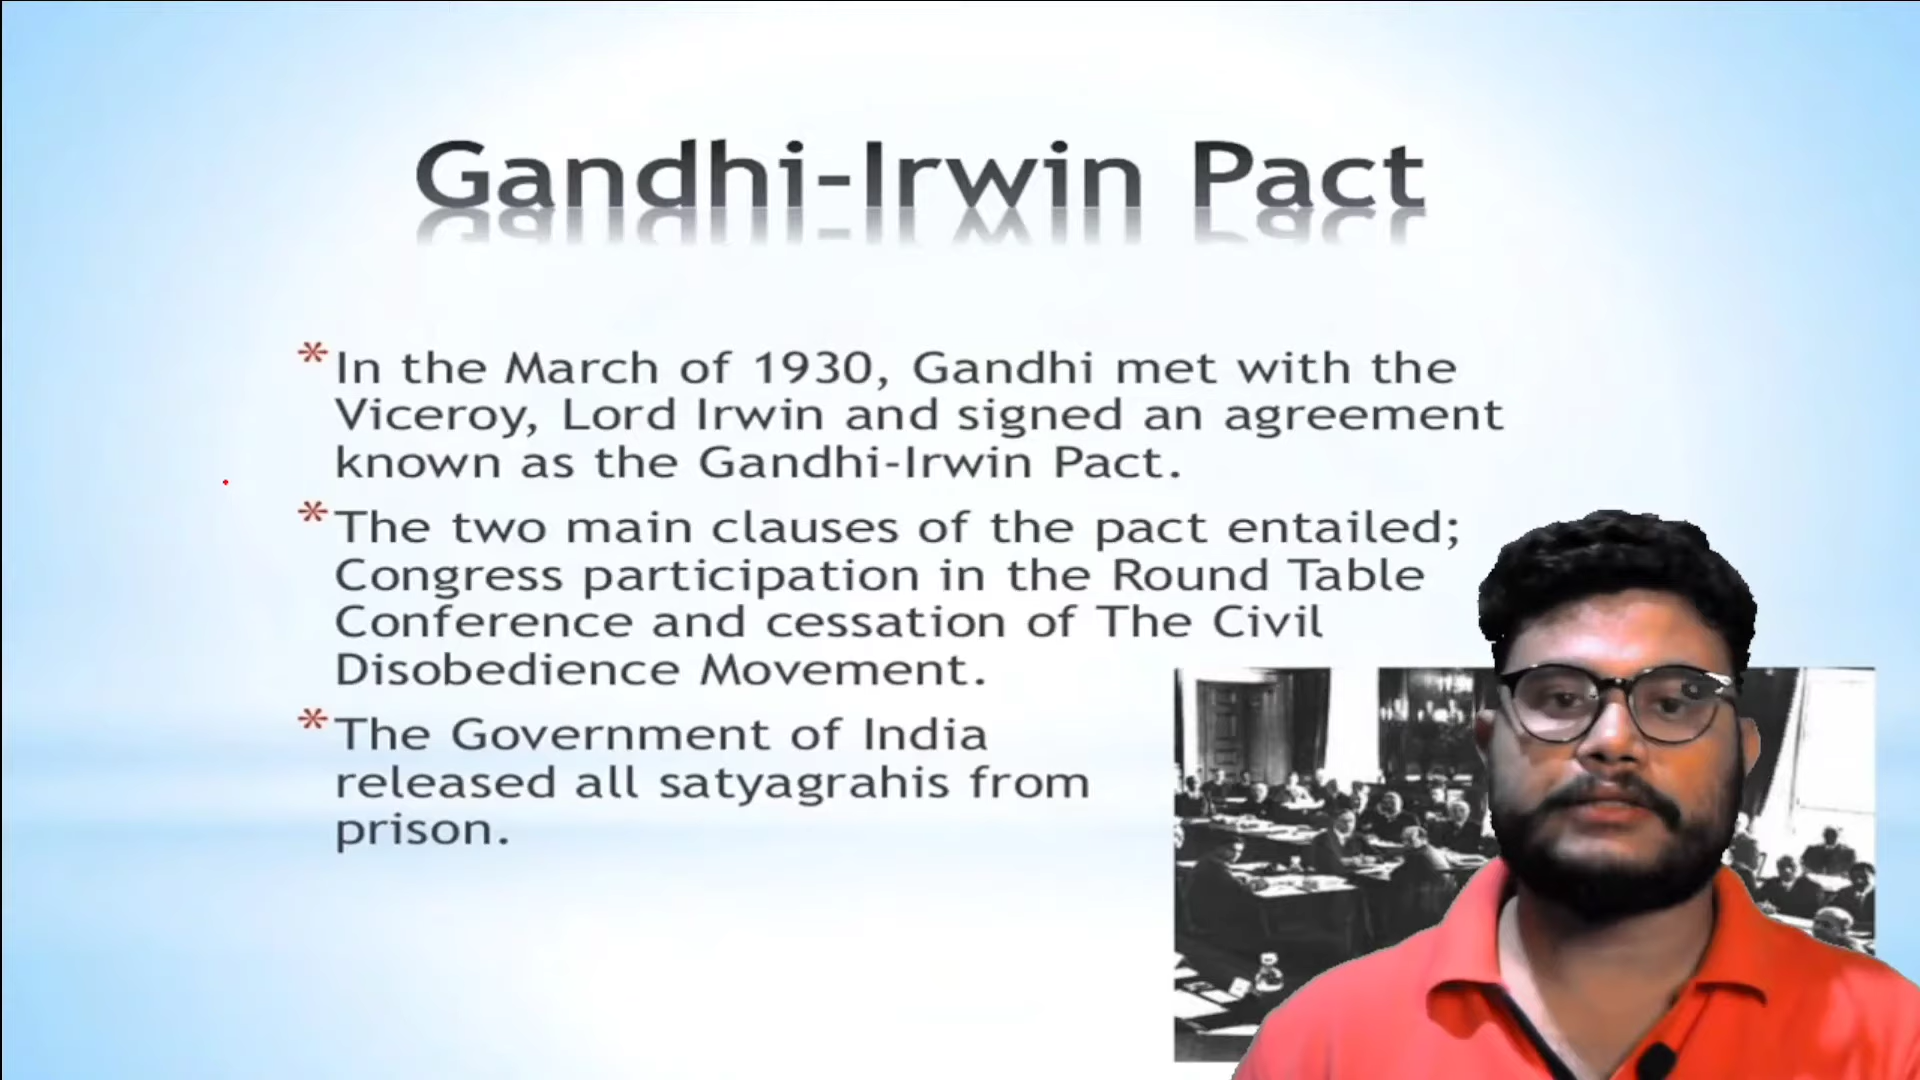 Gandhi-Irwin Pact
*In the March of 1930, Gandhi met with the
Viceroy, Lord Irwin and signed an agreement
known as the Gandhi-Irwin Pact.
*The two main clauses of the pact entailed;
Congress participation in the Round Table
Conference and cessation of The Civil
Disobedience Movement.
*The Government of India
released all satyagrahis from
prison.